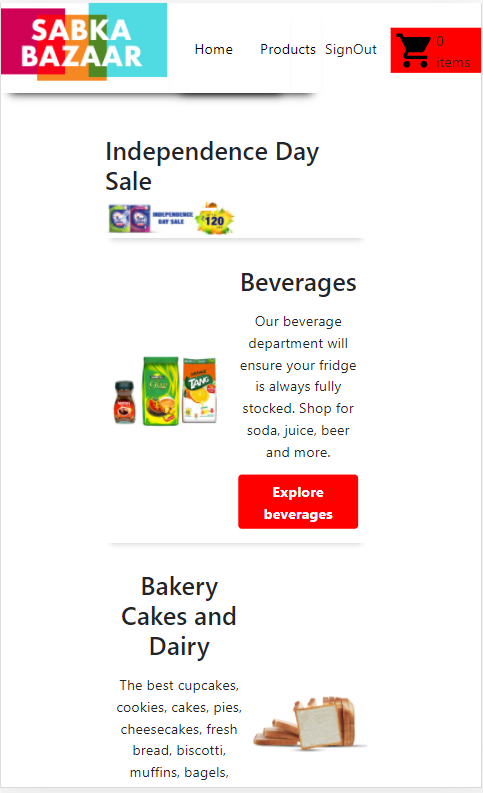 SABKA
BAZAAR
Home Products SignOut
0
items
Independence Day
Sale
INDEPENDENCE
DAY SALE
120
Beverages
Our beverage
department will
ensure your fridge
is always fully
stocked. Shop for
soda, juice, beer
and more.
TANG
Explore
beverages
Bakery
Cakes and
Dairy
The best cupcakes,
cookies, cakes, pies,
cheesecakes, fresh
bread, biscotti,
muffins, bagels,